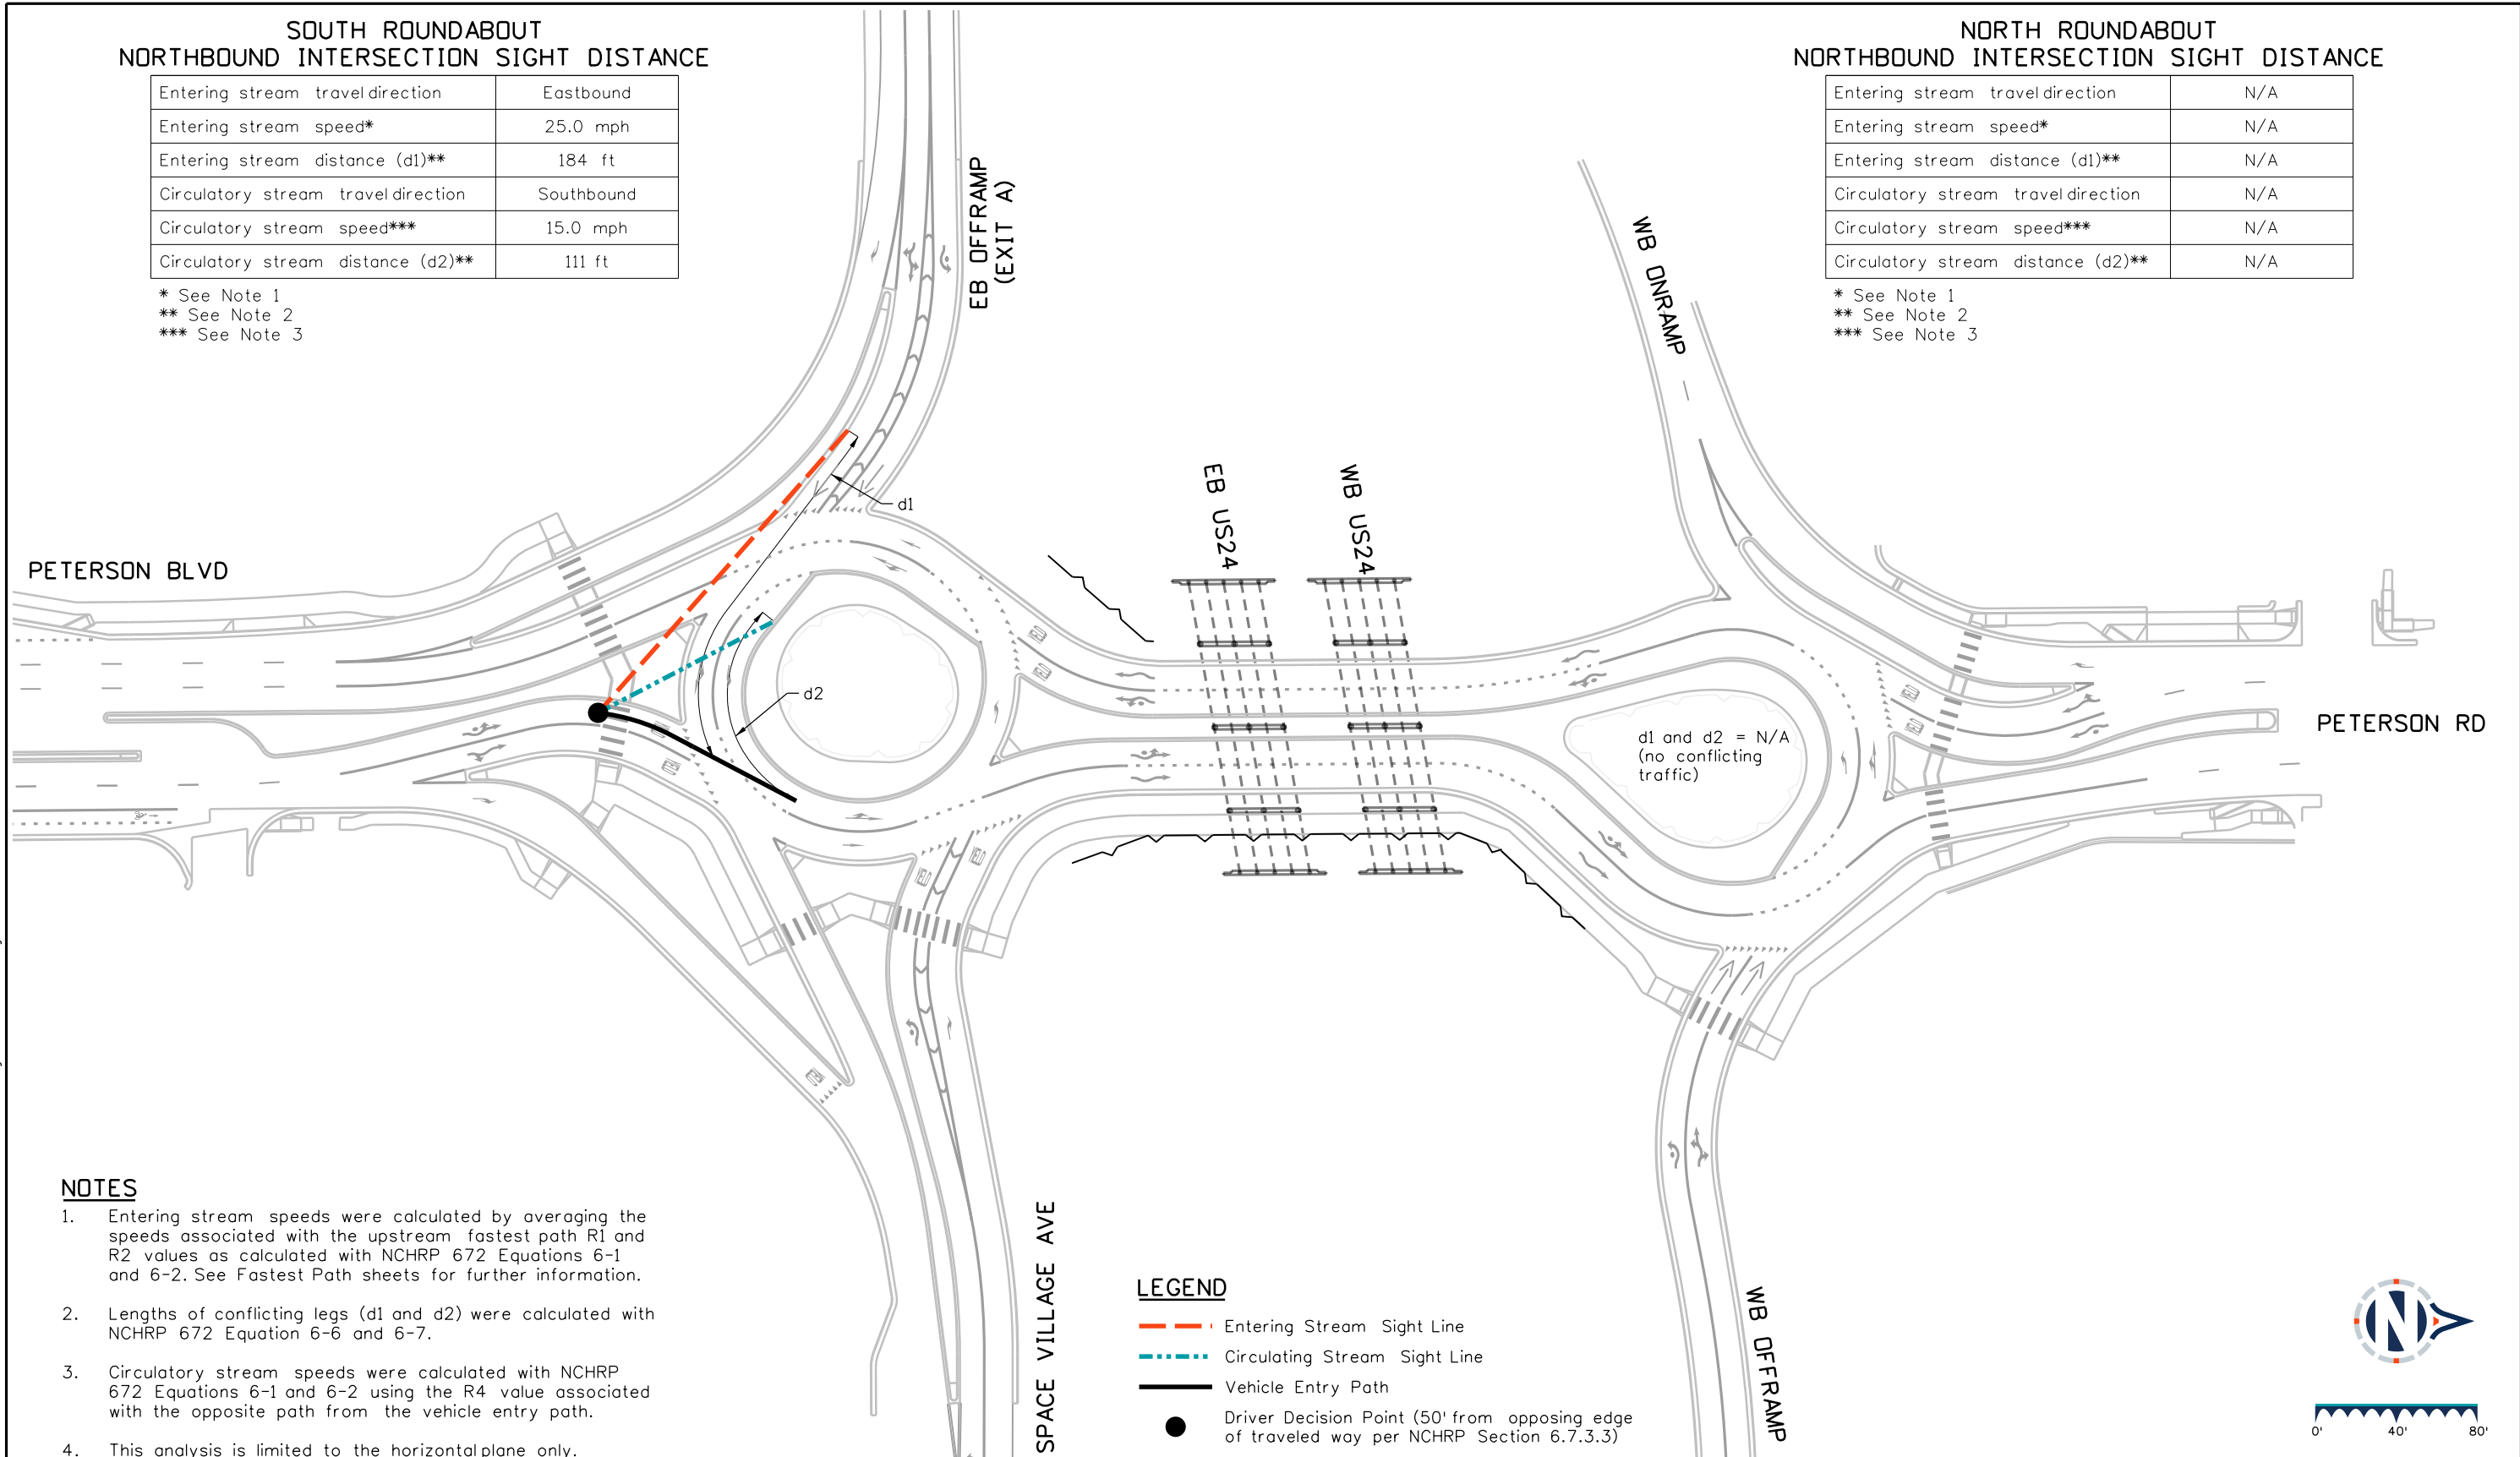 SOUTH ROUNDABOUT
NORTHBOUND INTERSECTION SIGHT DISTANCE
Entering stream travel direction Eastbound
Entering stream speed* 25.0 mph
Entering stream distance (d1)** 184 ft
Circulatory stream travel direction Southbound
Circulatory stream speed*** 15.0 mph
Circulatory stream distance (d2)** 111 ft
* See Note 1
** See Note 2
*** See Note 3
NORTH ROUNDABOUT
NORTHBOUND INTERSECTION SIGHT DISTANCE
Entering stream travel direction N/A
Entering stream speed* N/A
Entering stream distance (d1)** N/A
Circulatory stream travel direction N/A
Circulatory stream speed*** N/A
Circulatory stream distance (d2)** N/A
* See Note 1
** See Note 2
*** See Note 3
EB OFFRAMP
(EXIT A)
WB ONRAMP
EB US24
WB US24
d1
PETERSON BLVD
d2
d1 and d2 = N/A
(no conflicting
traffic)
PETERSON RD
SPACE VILLAGE AVE
WB OFFRAMP
NOTES
1. Entering stream speeds were calculated by averaging the
speeds associated with the upstream fastest path R1 and
R2 values as calculated with NCHRP 672 Equations 6-1
and 6-2. See Fastest Path sheets for further information.
2. Lengths of conflicting legs (d1 and d2) were calculated with
NCHRP 672 Equation 6-6 and 6-7.
3. Circulatory stream speeds were calculated with NCHRP
672 Equations 6-1 and 6-2 using the R4 value associated
with the opposite path from the vehicle entry path.
4. This analysis is limited to the horizontal plane only.
LEGEND
Entering Stream Sight Line
Circulating Stream Sight Line
Vehicle Entry Path
Driver Decision Point (50' from opposing edge
of traveled way per NCHRP Section 6.7.3.3)
N
0' 40' 80'